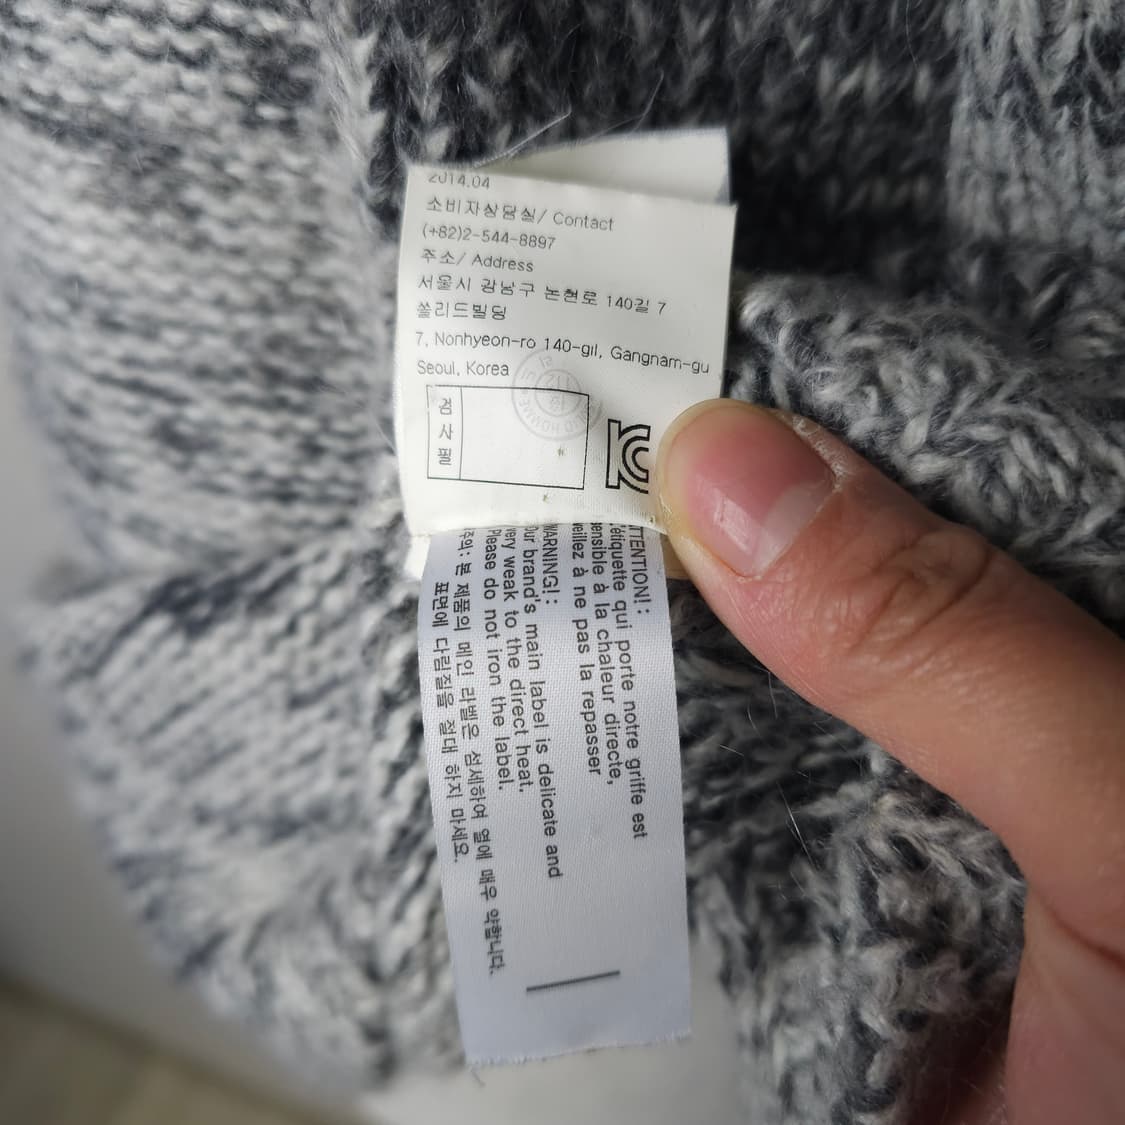 2014.04
소비자상담실/ Contact
(+82)2-544-8897
주소/ Address
서울시 강남구 논현로 140길 7
쏠리드빌딩
7, Nonhyeon-ro 140-gil, Gangnam-gu
Seoul, Korea
검
사
필
KC
TTENTION! :
'étiquette qui porte notre griffe est
sensible à la chaleur directe,
veillez à ne pas la repasser
WARNING! :
Our brand's main label is delicate and
very weak to the direct heat.
Please do not iron the label.
주의: 본 제품의 메인 라벨은 섬세하여 열에 매우 약합니다.
표면에 다림질을 절대 하지 마세요.